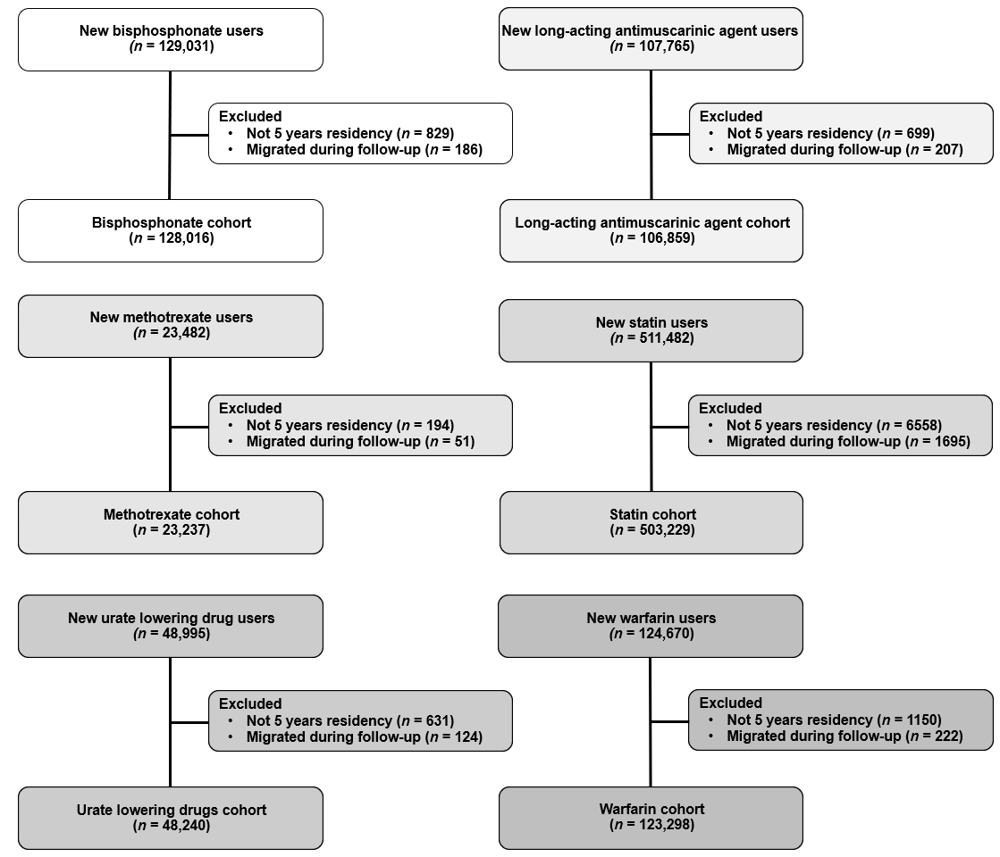 New bisphosphonate users
(n = 129,031)
Excluded
• Not 5 years residency (n = 829)
• Migrated during follow-up (n = 186)
Bisphosphonate cohort
(n = 128,016)
New long-acting antimuscarinic agent users
(n = 107,765)
Excluded
• Not 5 years residency (n = 699)
• Migrated during follow-up (n = 207)
Long-acting antimuscarinic agent cohort
(n = 106,859)
New methotrexate users
(n = 23,482)
Excluded
• Not 5 years residency (n = 194)
• Migrated during follow-up (n = 51)
Methotrexate cohort
(n = 23,237)
New statin users
(n = 511,482)
Excluded
• Not 5 years residency (n = 6558)
• Migrated during follow-up (n = 1695)
Statin cohort
(n = 503,229)
New urate lowering drug users
(n = 48,995)
Excluded
• Not 5 years residency (n = 631)
• Migrated during follow-up (n = 124)
Urate lowering drugs cohort
(n = 48,240)
New warfarin users
(n = 124,670)
Excluded
• Not 5 years residency (n = 1150)
• Migrated during follow-up (n = 222)
Warfarin cohort
(n = 123,298)